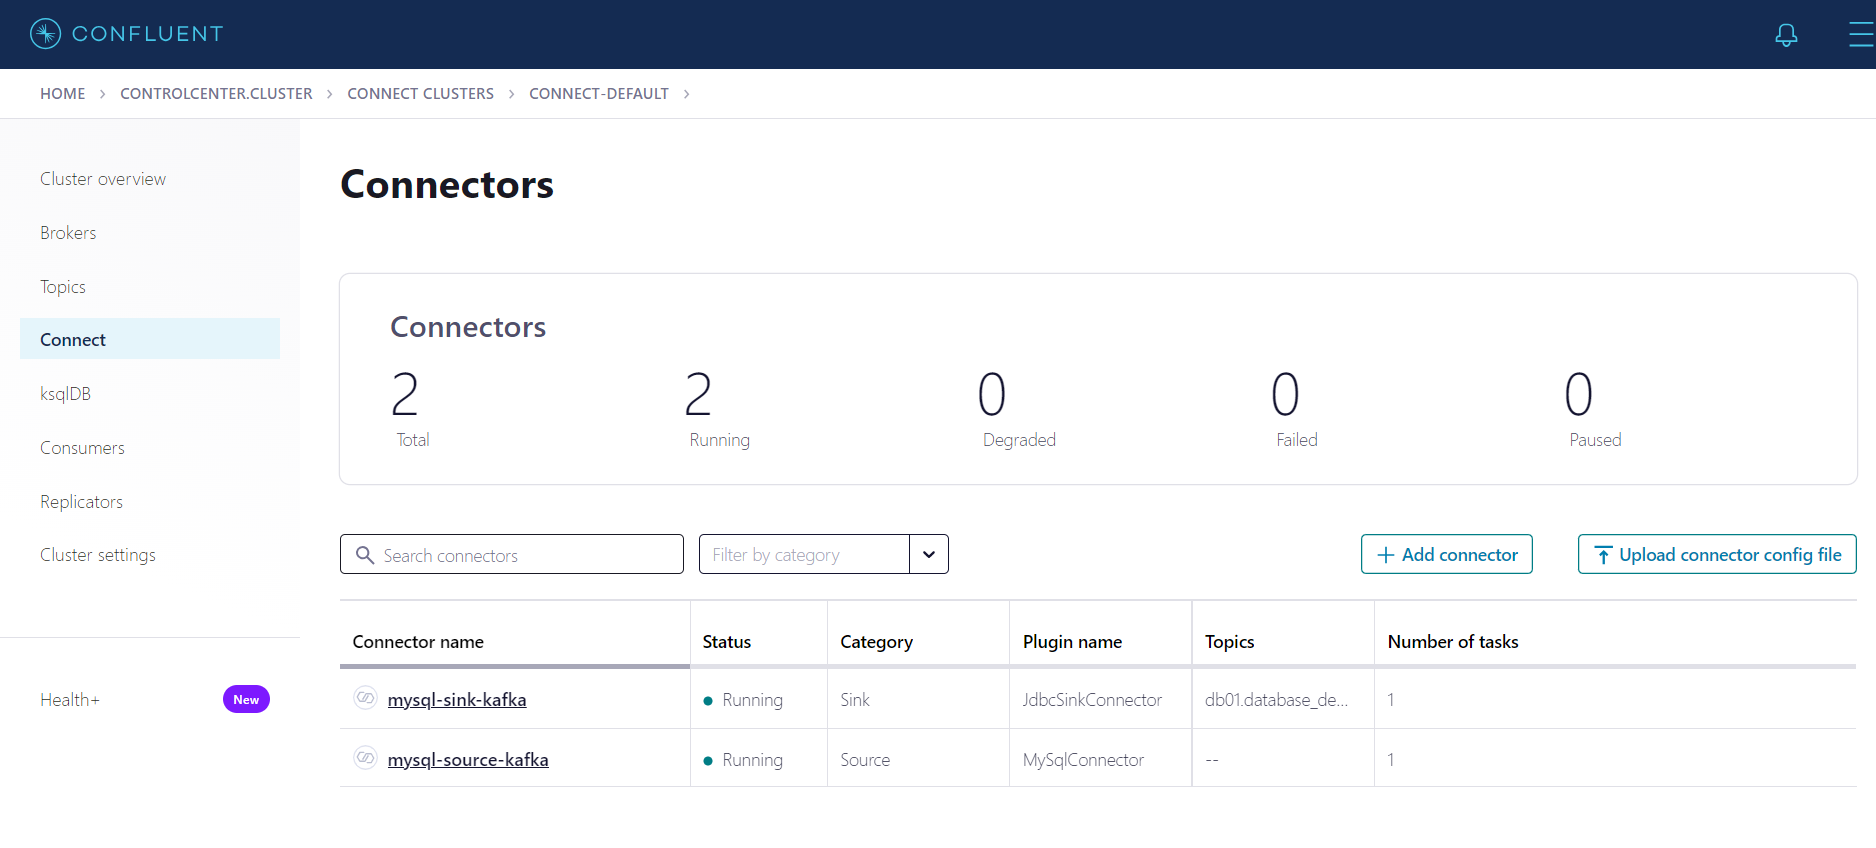 CONFLUENT
HOME > CONTROLCENTER.CLUSTER > CONNECT CLUSTERS > CONNECT-DEFAULT >
Cluster overview
Brokers
Topics
Connect
ksqlDB
Consumers
Replicators
Cluster settings
Health+ New
Connectors
Connectors
2 2 0 0 0
Total Running Degraded Failed Paused
Search connectors Filter by category Add connector Upload connector config file
Connector name Status Category Plugin name Topics Number of tasks
mysql-sink-kafka Running Sink JdbcSinkConnector db01.database_de... 1
mysql-source-kafka Running Source MySqlConnector -- 1